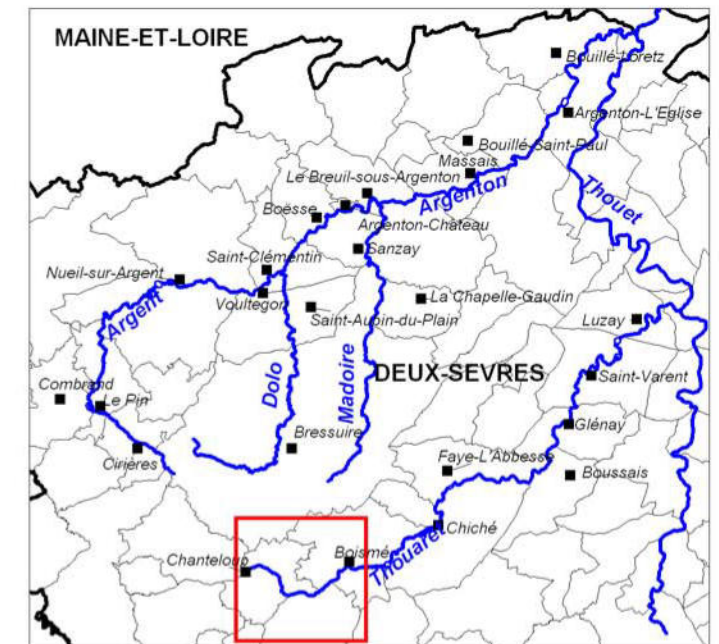 MAINE-ET-LOIRE
Bouillé-Loretz
Argenton-L'Eglise
Bouillé-Saint-Paul
Massais
Le Breuil-sous-Argenton
Argenton
Thouet
Boësse
Argenton-Château
Sanzay
Saint-Clémentin
Nueil-sur-Argent
Voultegon
La Chapelle-Gaudin
Saint-Aubin-du-Plain
Luzay
Argent
Dolo
Madoire
DEUX-SEVRES
Saint-Varent
Combrand
Le Pin
Glénay
Bressuire
Cirières
Faye-L'Abbesse
Boussais
Chiché
Thouaret
Boismé
Chanteloup